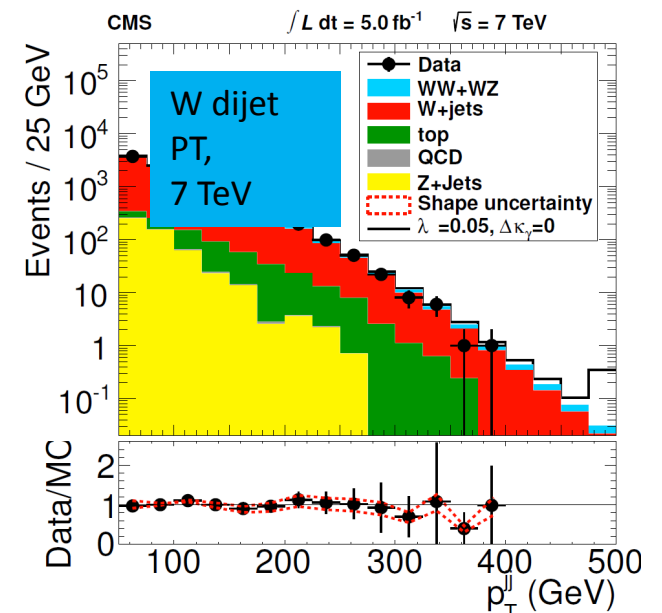 CMS ∫ L dt = 5.0 fb⁻¹ √s = 7 TeV
Events / 25 GeV
10⁵
10⁴
10³
10²
10
1
10⁻¹
W dijet
PT,
7 TeV
Data
WW+WZ
W+jets
top
QCD
Z+Jets
Shape uncertainty
λ =0.05, Δκᵧ=0
Data/MC
2
1
0
100 200 300 400 500
p_T^jj (GeV)